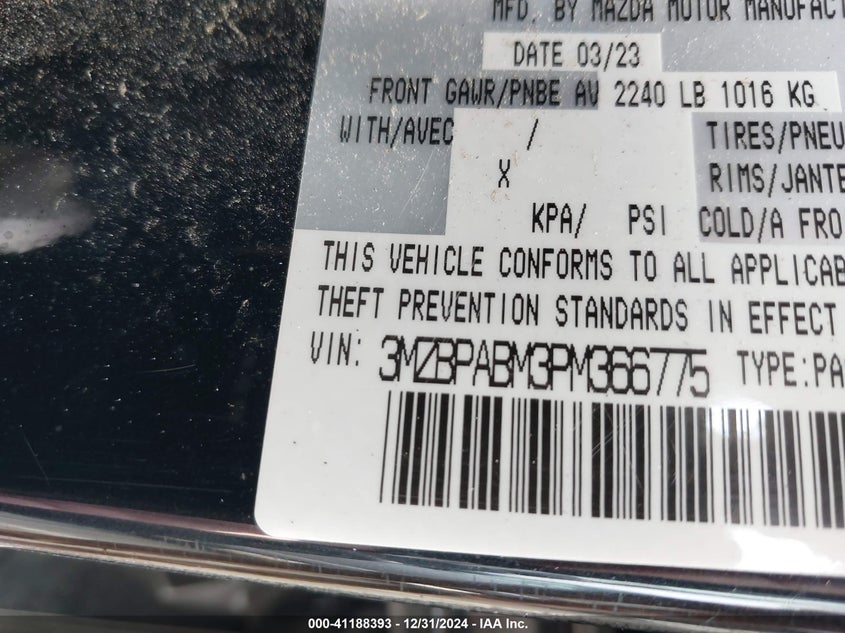 MFD. BY MAZDA MOTOR MANUFACT
DATE 03/23
FRONT GAWR/PNBE AV 2240 LB 1016 KG
WITH/AVEC / TIRES/PNEU
X RIMS/JANTE
KPA/ PSI COLD/A FRO
THIS VEHICLE CONFORMS TO ALL APPLICAB
THEFT PREVENTION STANDARDS IN EFFECT
VIN: 3MZBPABM3PM366775 TYPE:PA
000-41188393 - 12/31/2024 - IAA Inc.